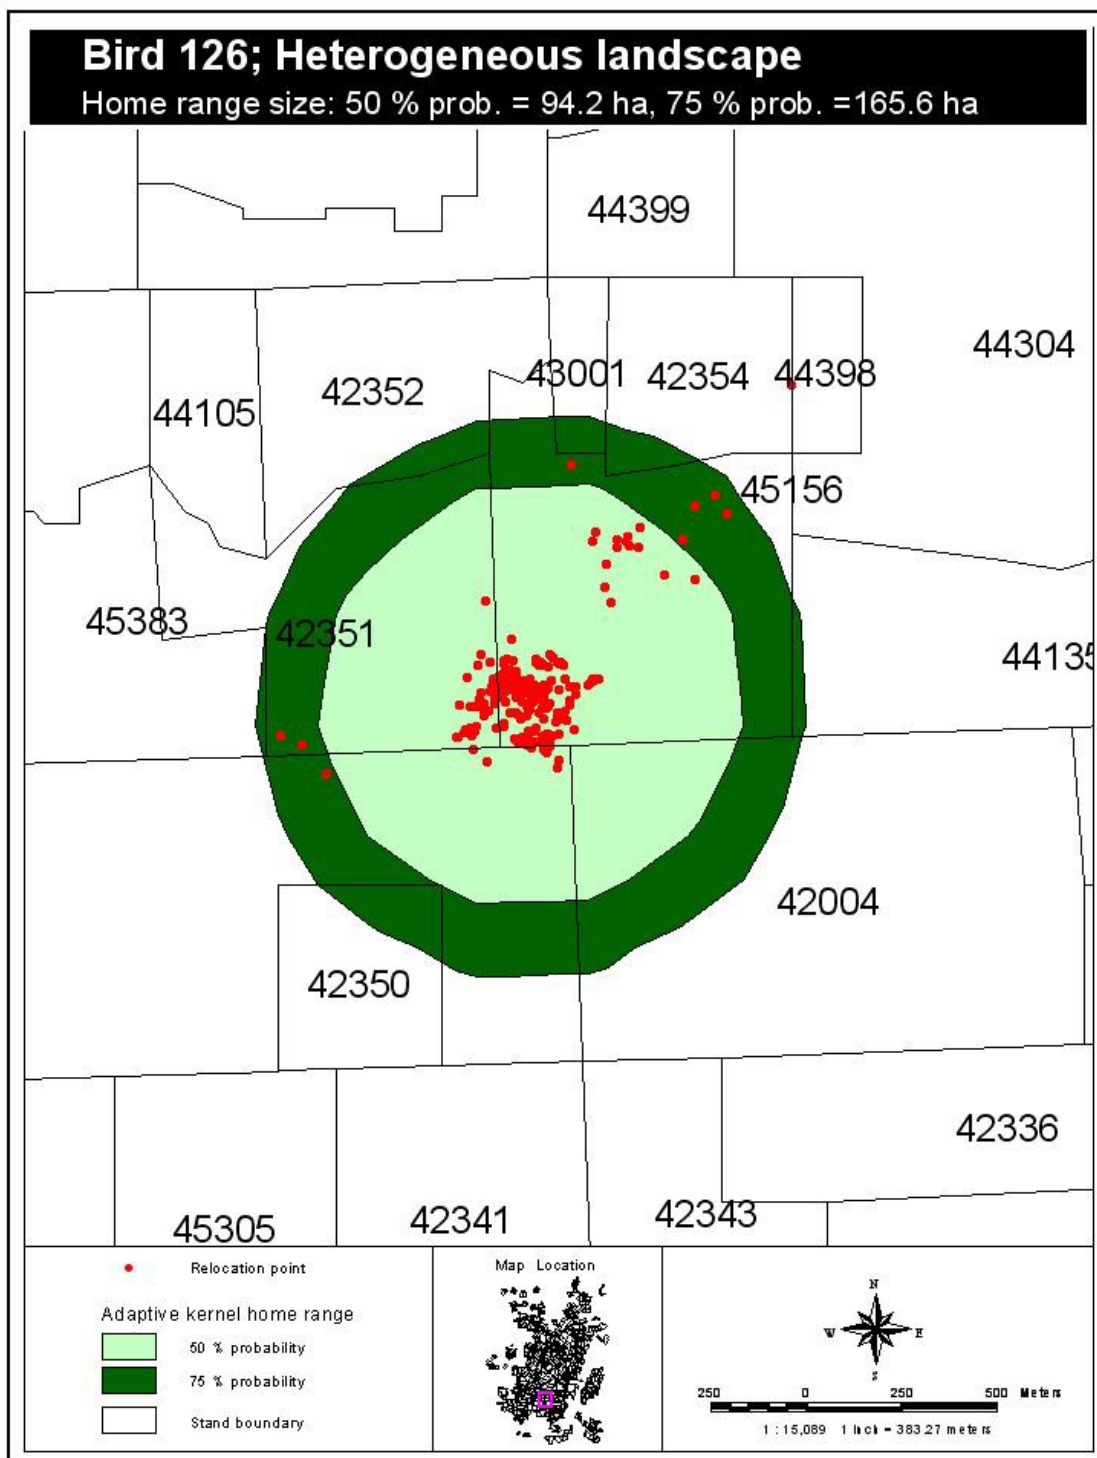 Bird 126; Heterogeneous landscape
Home range size: 50 % prob. = 94.2 ha, 75 % prob. =165.6 ha
44399
44304
43001
42354
44398
42352
44105
45156
45383
42351
44135
42004
42350
42336
45305
42341
42343
Relocation point
Adaptive kernel home range
50 % probability
75 % probability
Stand boundary
Map Location
N
W
E
S
250 0 250 500 Meters
1 : 15,089 1 Inch = 383.27 meters